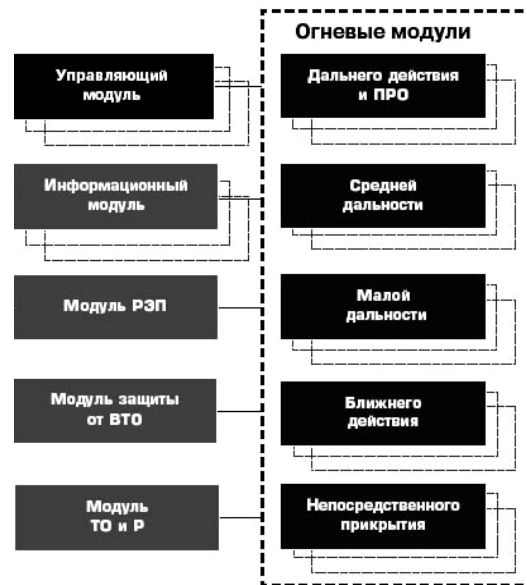 Огневые модули
Управляющий
модуль
Информационный
модуль
Модуль РЭП
Модуль защиты
от ВТО
Модуль
ТО и Р
Дальнего действия
и ПРО
Средней
дальности
Малой
дальности
Ближнего
действия
Непосредственного
прикрытия